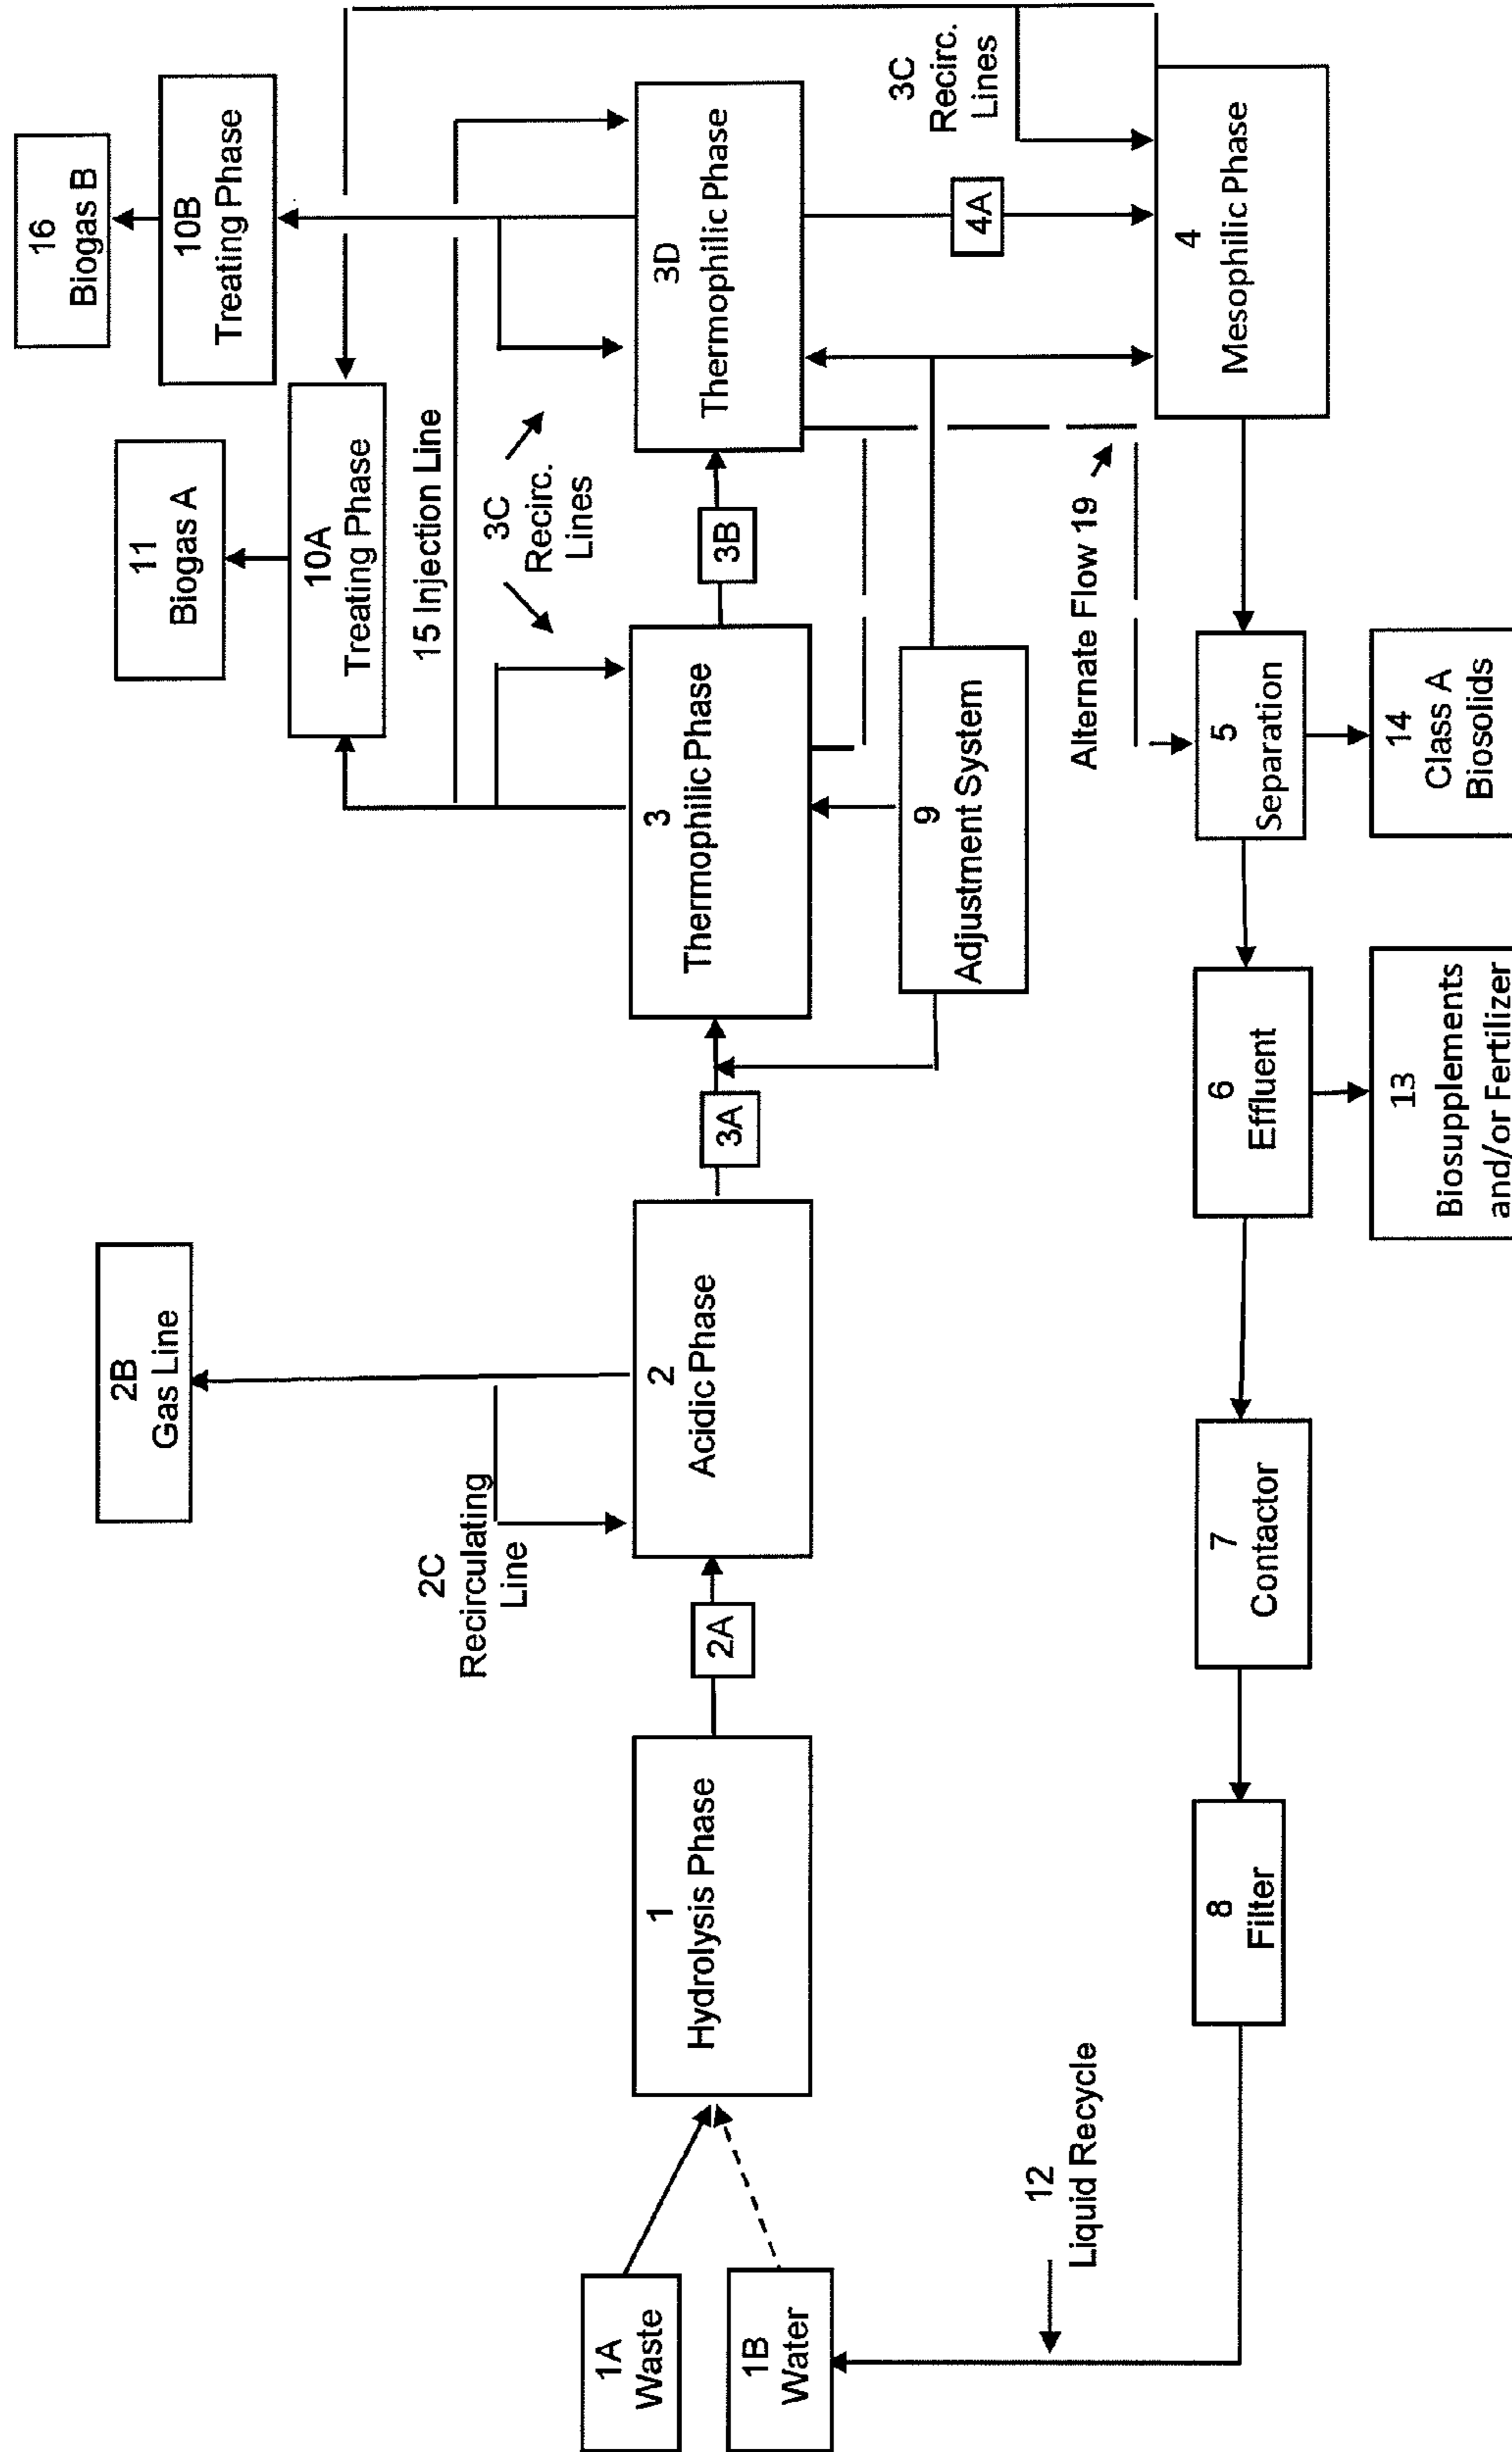 16
Biogas B
10B
Treating Phase
11
Biogas A
10A
Treating Phase
2B
Gas Line
15 Injection Line
3C
Recirc.
Lines
2C
Recirculating
Line
1A
Waste
1B
Water
1
Hydrolysis Phase
2A
2
Acidic Phase
3A
3
Thermophilic Phase
3B
3D
Thermophilic Phase
3C
Recirc.
Lines
4A
9
Adjustment System
Alternate Flow 19
12
Liquid Recycle
8
Filter
7
Contactor
6
Effluent
5
Separation
4
Mesophilic Phase
13
Biosupplements
and/or Fertilizer
14
Class A
Biosolids